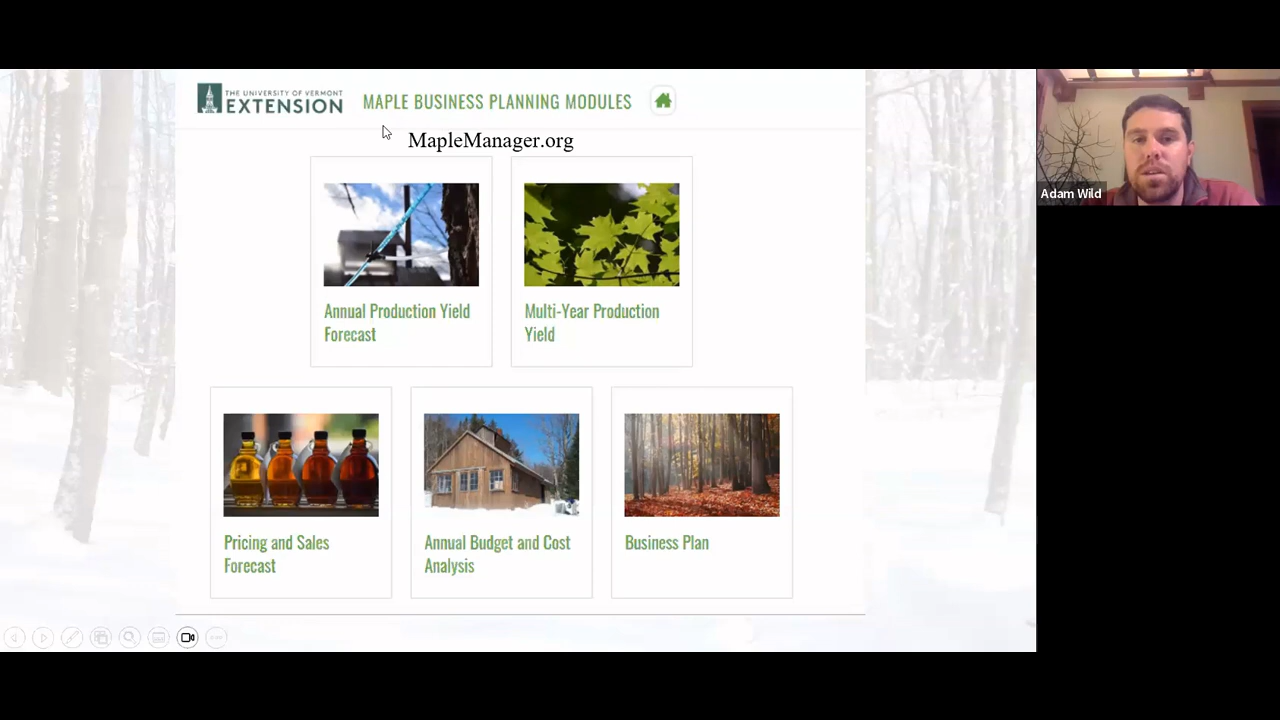 THE UNIVERSITY OF VERMONT
EXTENSION
MAPLE BUSINESS PLANNING MODULES
MapleManager.org
Adam Wild
Annual Production Yield
Forecast
Multi-Year Production
Yield
Pricing and Sales
Forecast
Annual Budget and Cost
Analysis
Business Plan